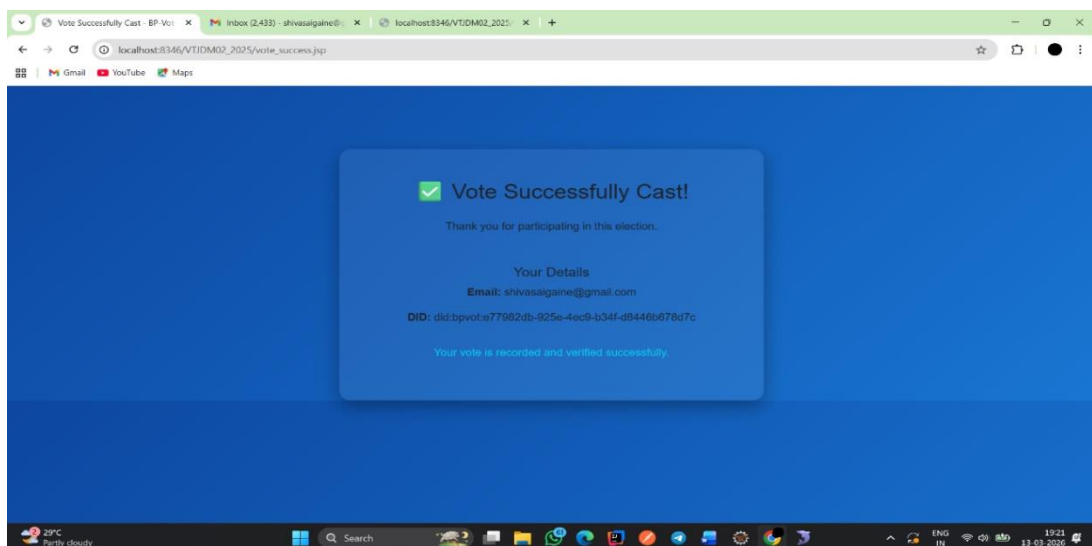 Vote Successfully Cast - BP-Vot
Inbox (2,433) - shivasaigaine@g
localhost:8346/VTJDM02_2025/
localhost:8346/VTJDM02_2025/vote_success.jsp
Gmail YouTube Maps
Vote Successfully Cast!
Thank you for participating in this election.
Your Details
Email: shivasaigaine@gmail.com
DID: did:bpvot:e77982db-925e-4ec9-b34f-d8446b678d7c
Your vote is recorded and verified successfully.
29°C
Partly cloudy
Search
ENG
IN
19:21
13-03-2026